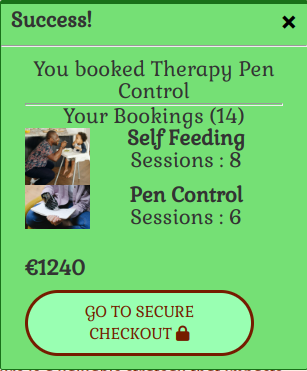 Success!
You booked Therapy Pen
Control
Your Bookings (14)
Self Feeding
Sessions : 8
Pen Control
Sessions : 6
€1240
GO TO SECURE
CHECKOUT